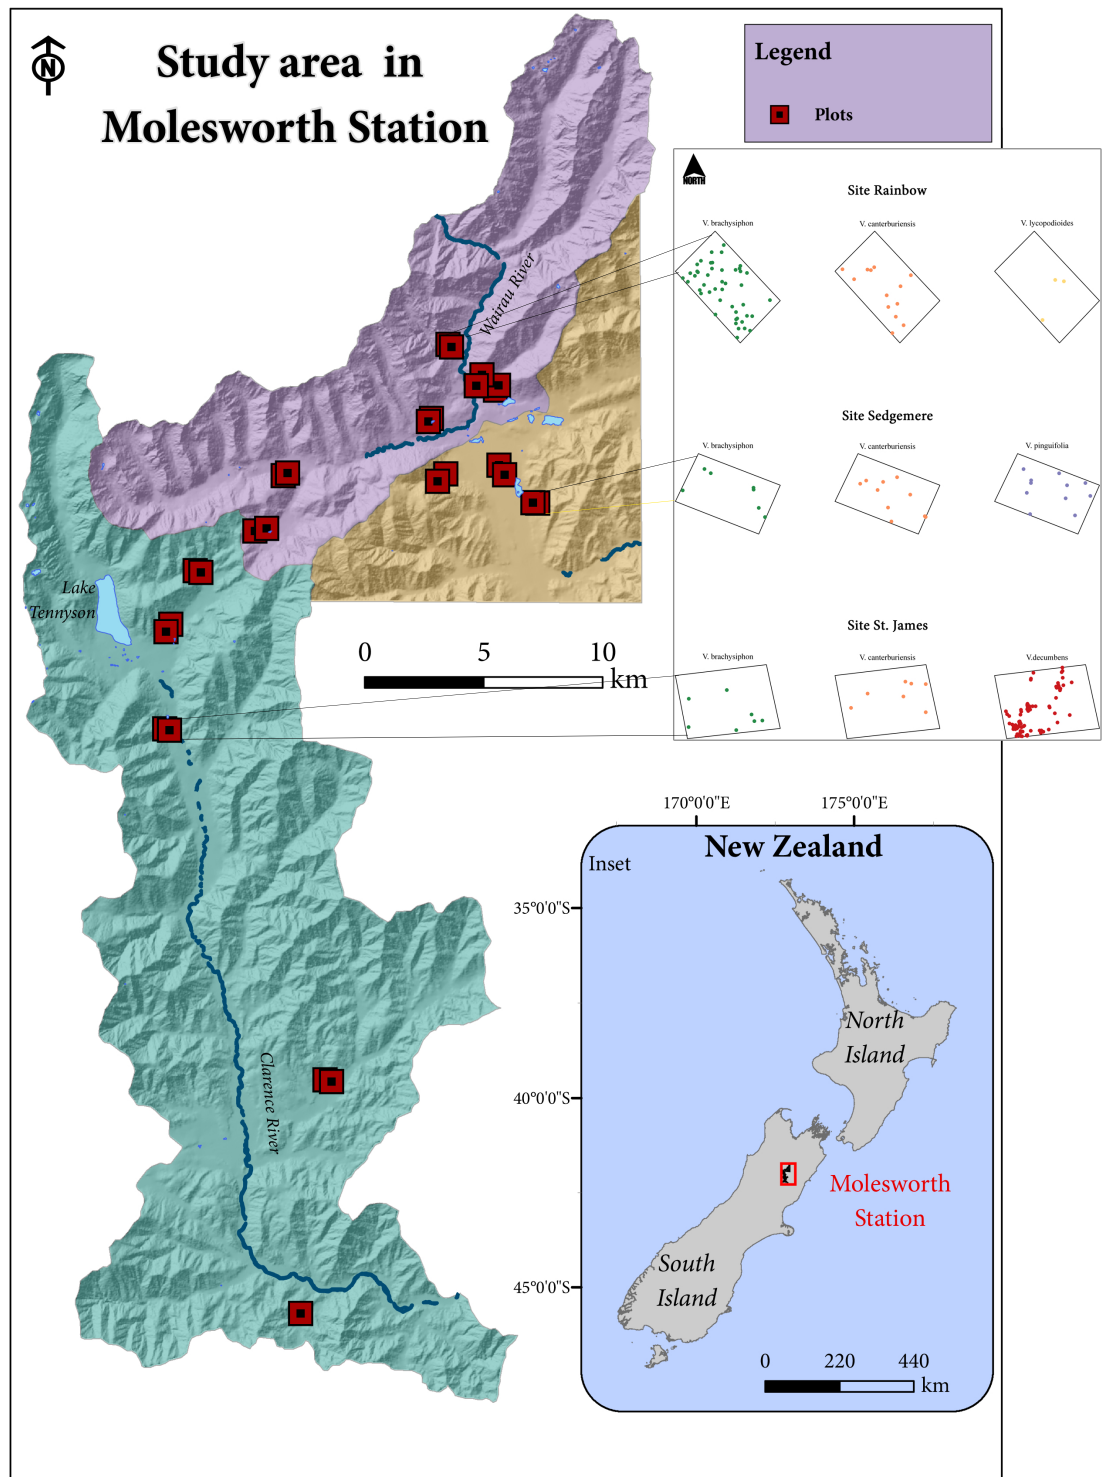 N
Study area in
Molesworth Station
Legend
Plots
NORTH
Site Rainbow
V. brachysiphon
V. canterburiensis
V. lycopodioides
Wairau River
Site Sedgemere
V. brachysiphon
V. canterburiensis
V. pinguifolia
Lake
Tennyson
Site St. James
V. brachysiphon
V. canterburiensis
V.decumbens
0 5 10
km
Clarence River
170°0'0"E 175°0'0"E
New Zealand
Inset
35°0'0"S
North
Island
40°0'0"S
Molesworth
Station
South
Island
45°0'0"S
0 220 440
km